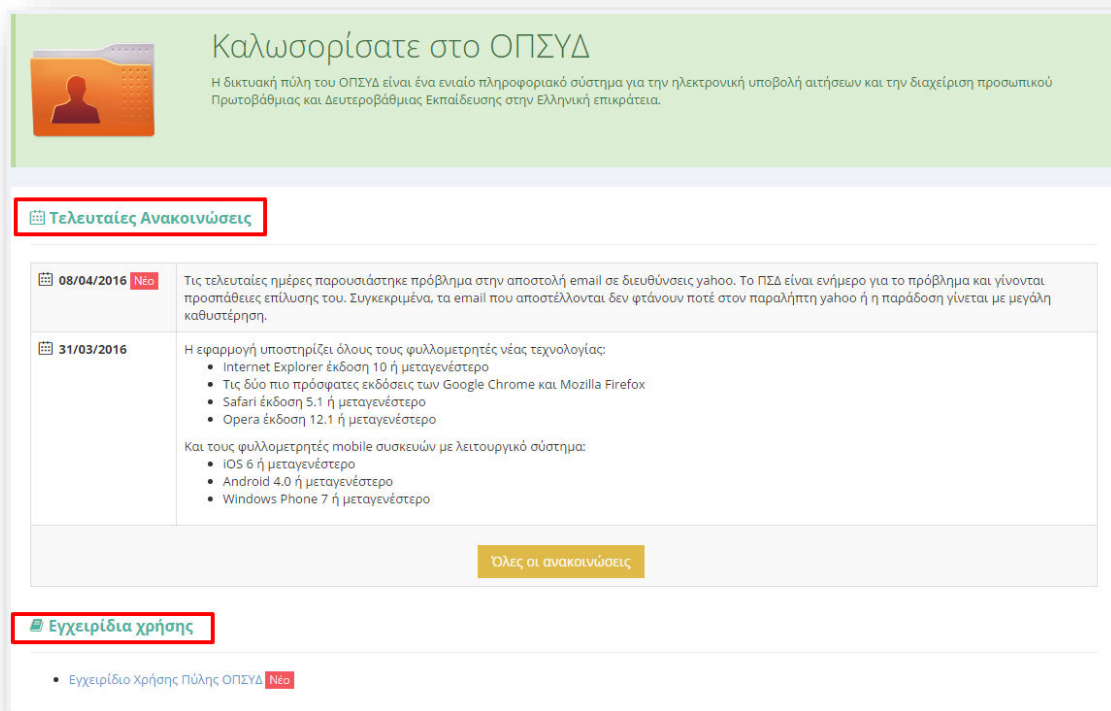 Καλωσορίσατε στο ΟΠΣΥΔ
Η δικτυακή πύλη του ΟΠΣΥΔ είναι ένα ενιαίο πληροφοριακό σύστημα για την ηλεκτρονική υποβολή αιτήσεων και την διαχείριση προσωπικού
Πρωτοβάθμιας και Δευτεροβάθμιας Εκπαίδευσης στην Ελληνική επικράτεια.
Τελευταίες Ανακοινώσεις
08/04/2016 Νέο
Τις τελευταίες ημέρες παρουσιάστηκε πρόβλημα στην αποστολή email σε διευθύνσεις yahoo. Το ΠΣΔ είναι ενήμερο για το πρόβλημα και γίνονται
προσπάθειες επίλυσης του. Συγκεκριμένα, τα email που αποστέλλονται δεν φτάνουν ποτέ στον παραλήπτη yahoo ή η παράδοση γίνεται με μεγάλη
καθυστέρηση.
31/03/2016
Η εφαρμογή υποστηρίζει όλους τους φυλλομετρητές νέας τεχνολογίας:
• Internet Explorer έκδοση 10 ή μεταγενέστερο
• Τις δύο πιο πρόσφατες εκδόσεις των Google Chrome και Mozilla Firefox
• Safari έκδοση 5.1 ή μεταγενέστερο
• Opera έκδοση 12.1 ή μεταγενέστερο
Και τους φυλλομετρητές mobile συσκευών με λειτουργικό σύστημα:
• iOS 6 ή μεταγενέστερο
• Android 4.0 ή μεταγενέστερο
• Windows Phone 7 ή μεταγενέστερο
Όλες οι ανακοινώσεις
Εγχειρίδια χρήσης
• Εγχειρίδιο Χρήσης Πύλης ΟΠΣΥΔ Νέο